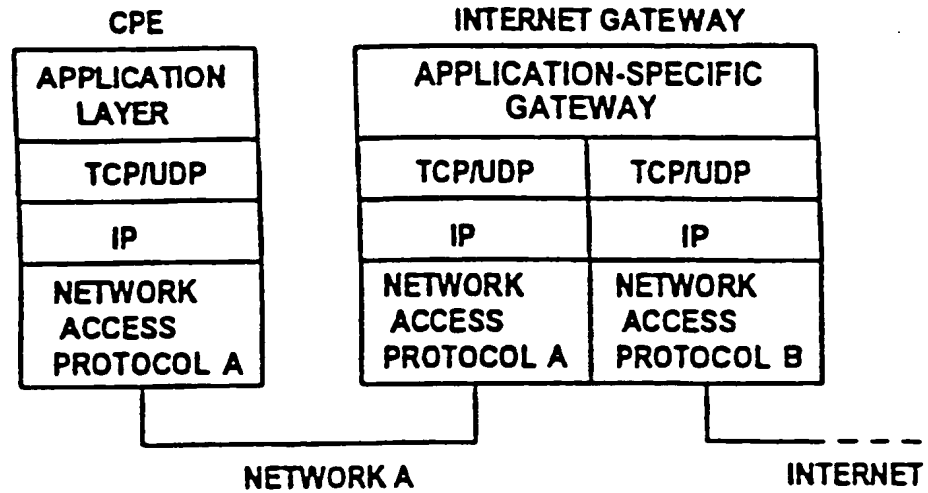 CPE
INTERNET GATEWAY
APPLICATION
LAYER
TCP/UDP
IP
NETWORK
ACCESS
PROTOCOL A
APPLICATION-SPECIFIC
GATEWAY
TCP/UDP
TCP/UDP
IP
IP
NETWORK
ACCESS
PROTOCOL A
NETWORK
ACCESS
PROTOCOL B
NETWORK A
INTERNET